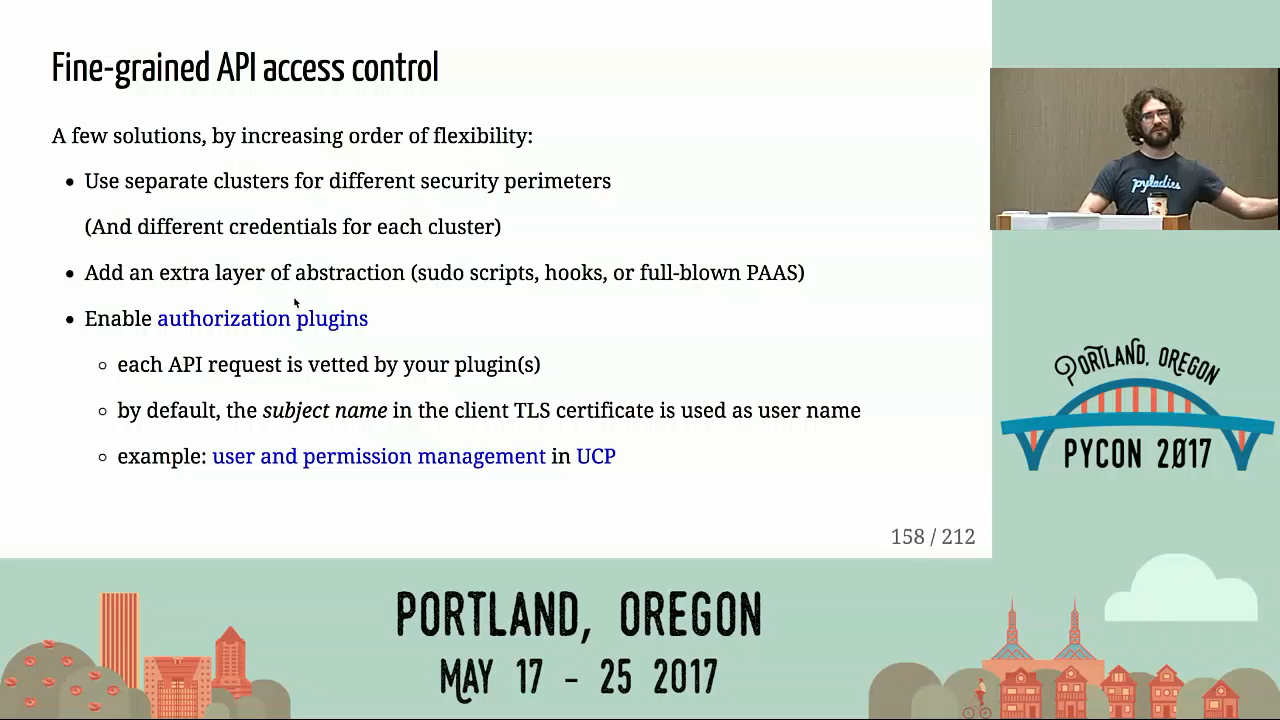 Fine-grained API access control
A few solutions, by increasing order of flexibility:
Use separate clusters for different security perimeters
(And different credentials for each cluster)
Add an extra layer of abstraction (sudo scripts, hooks, or full-blown PAAS)
Enable authorization plugins
each API request is vetted by your plugin(s)
by default, the subject name in the client TLS certificate is used as user name
example: user and permission management in UCP
158 / 212
pyladies
PORTLAND, OREGON
PYCON 2017
PORTLAND, OREGON
MAY 17 - 25 2017